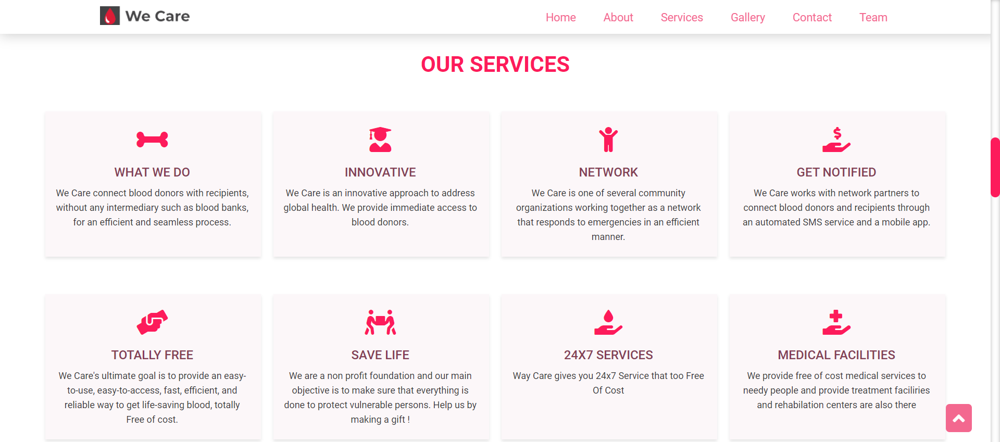 We Care
Home About Services Gallery Contact Team
OUR SERVICES
WHAT WE DO
We Care connect blood donors with recipients,
without any intermediary such as blood banks,
for an efficient and seamless process.
INNOVATIVE
We Care is an innovative approach to address
global health. We provide immediate access to
blood donors.
NETWORK
We Care is one of several community
organizations working together as a network
that responds to emergencies in an efficient
manner.
GET NOTIFIED
We Care works with network partners to
connect blood donors and recipients through
an automated SMS service and a mobile app.
TOTALLY FREE
We Care's ultimate goal is to provide an easy-
to-use, easy-to-access, fast, efficient, and
reliable way to get life-saving blood, totally
Free of cost.
SAVE LIFE
We are a non profit foundation and our main
objective is to make sure that everything is
done to protect vulnerable persons. Help us by
making a gift !
24X7 SERVICES
Way Care gives you 24x7 Service that too Free
Of Cost
MEDICAL FACILITIES
We provide free of cost medical services to
needy people and provide treatment faciliries
and rehabilation centers are also there